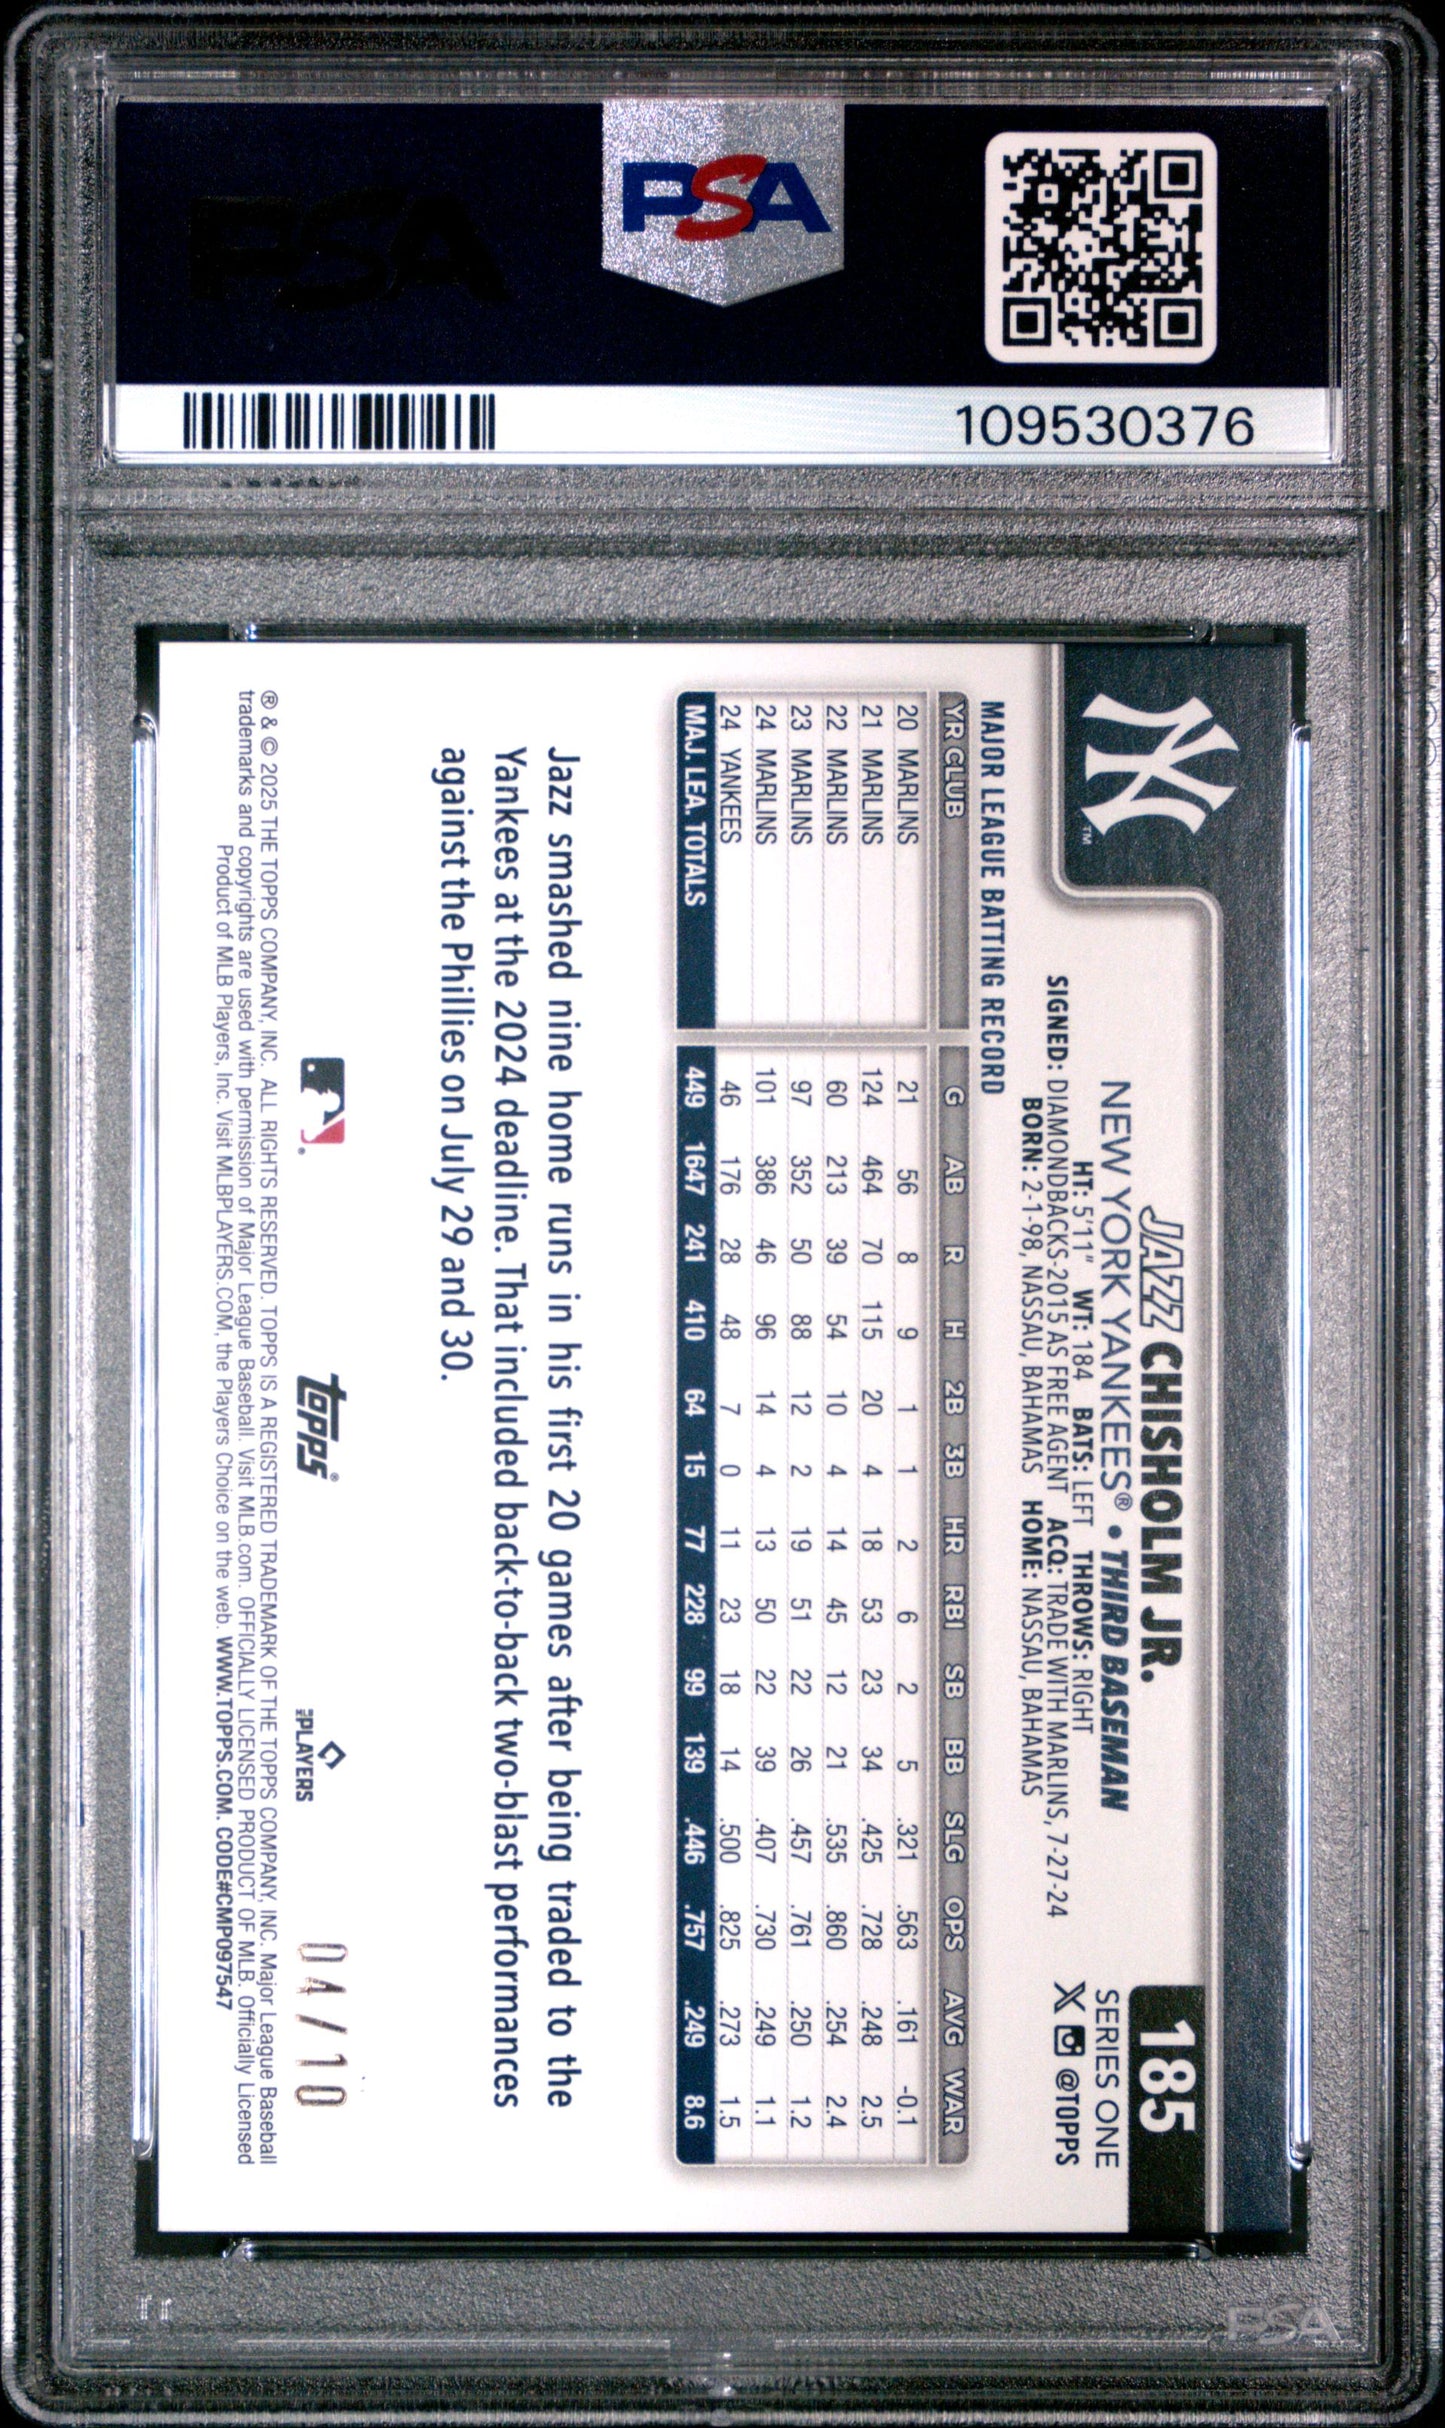 PSA
PSA
109530376
185
SERIES ONE
X @TOPPS
JAZZ CHISHOLM JR.
NEW YORK YANKEES® • THIRD BASEMAN
HT: 5'11" WT: 184 BATS: LEFT THROWS: RIGHT
SIGNED: DIAMONDBACKS-2015 AS FREE AGENT ACQ: TRADE WITH MARLINS, 7-27-24
BORN: 2-1-98, NASSAU, BAHAMAS HOME: NASSAU, BAHAMAS
NY TM
MAJOR LEAGUE BATTING RECORD
YR CLUB G AB R H 2B 3B HR RBI SB BB SLG OPS AVG WAR
20 MARLINS 21 56 8 9 1 1 2 6 2 5 .321 .563 .161 -0.1
21 MARLINS 124 464 70 115 20 4 18 53 23 34 .425 .728 .248 2.5
22 MARLINS 60 213 39 54 10 4 14 45 12 21 .535 .860 .254 2.4
23 MARLINS 97 352 50 88 12 2 19 51 22 26 .457 .761 .250 1.2
24 MARLINS 101 386 46 96 14 4 13 50 22 39 .407 .730 .249 1.1
24 YANKEES 46 176 28 48 7 0 11 23 18 14 .500 .825 .273 1.5
MAJ. LEA. TOTALS 449 1647 241 410 64 15 77 228 99 139 .446 .757 .249 8.6
Jazz smashed nine home runs in his first 20 games after being traded to the
Yankees at the 2024 deadline. That included back-to-back two-blast performances
against the Phillies on July 29 and 30.
®
topps®
THE PLAYERS
04/10
® & © 2025 THE TOPPS COMPANY, INC. ALL RIGHTS RESERVED. TOPPS IS A REGISTERED TRADEMARK OF THE TOPPS COMPANY, INC. Major League Baseball
trademarks and copyrights are used with permission of Major League Baseball. Visit MLB.com. OFFICIALLY LICENSED PRODUCT OF MLB. Officially Licensed
Product of MLB Players, Inc. Visit MLBPLAYERS.COM, the Players Choice on the web. WWW.TOPPS.COM. CODE#CMP097547
PSA